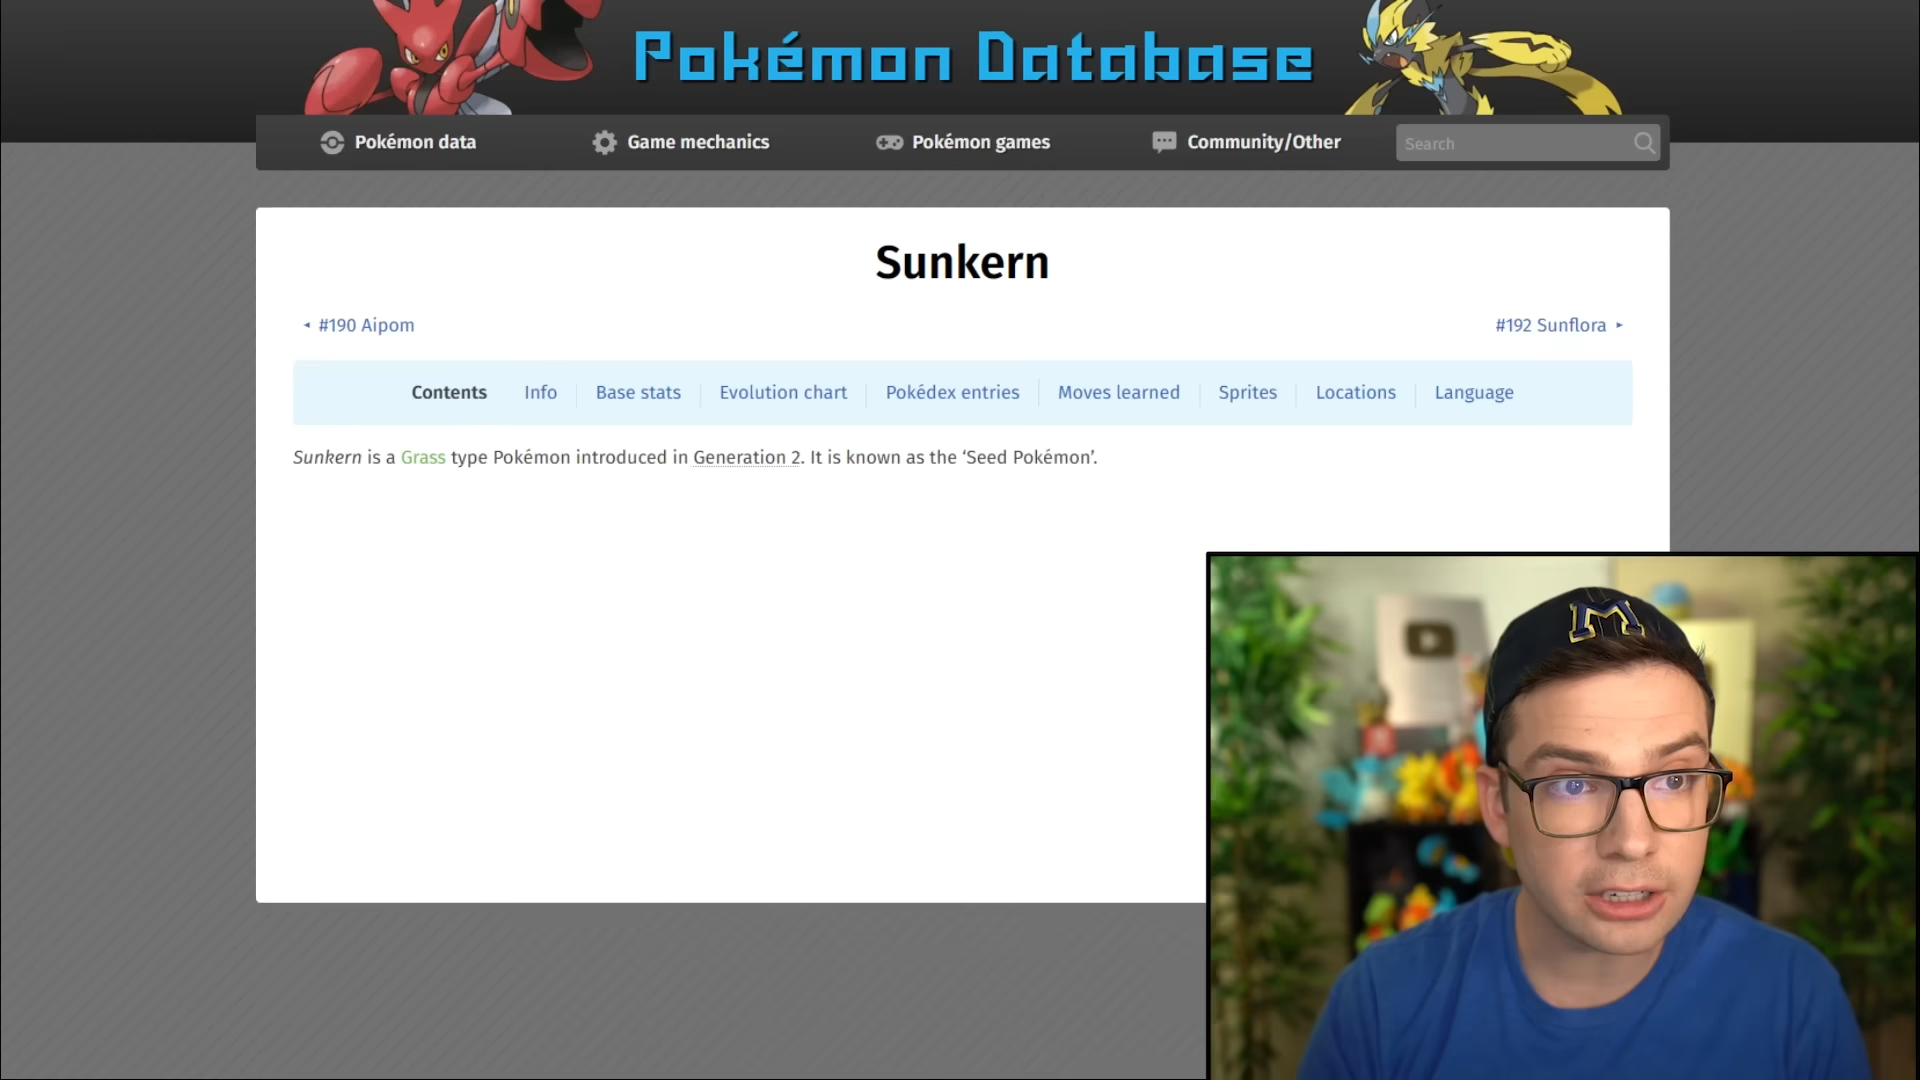 Pokémon Database
Pokémon data
Game mechanics
Pokémon games
Community/Other
Search
Sunkern
#190 Aipom
#192 Sunflora
Contents
Info
Base stats
Evolution chart
Pokédex entries
Moves learned
Sprites
Locations
Language
Sunkern is a Grass type Pokémon introduced in Generation 2. It is known as the ‘Seed Pokémon’.
M